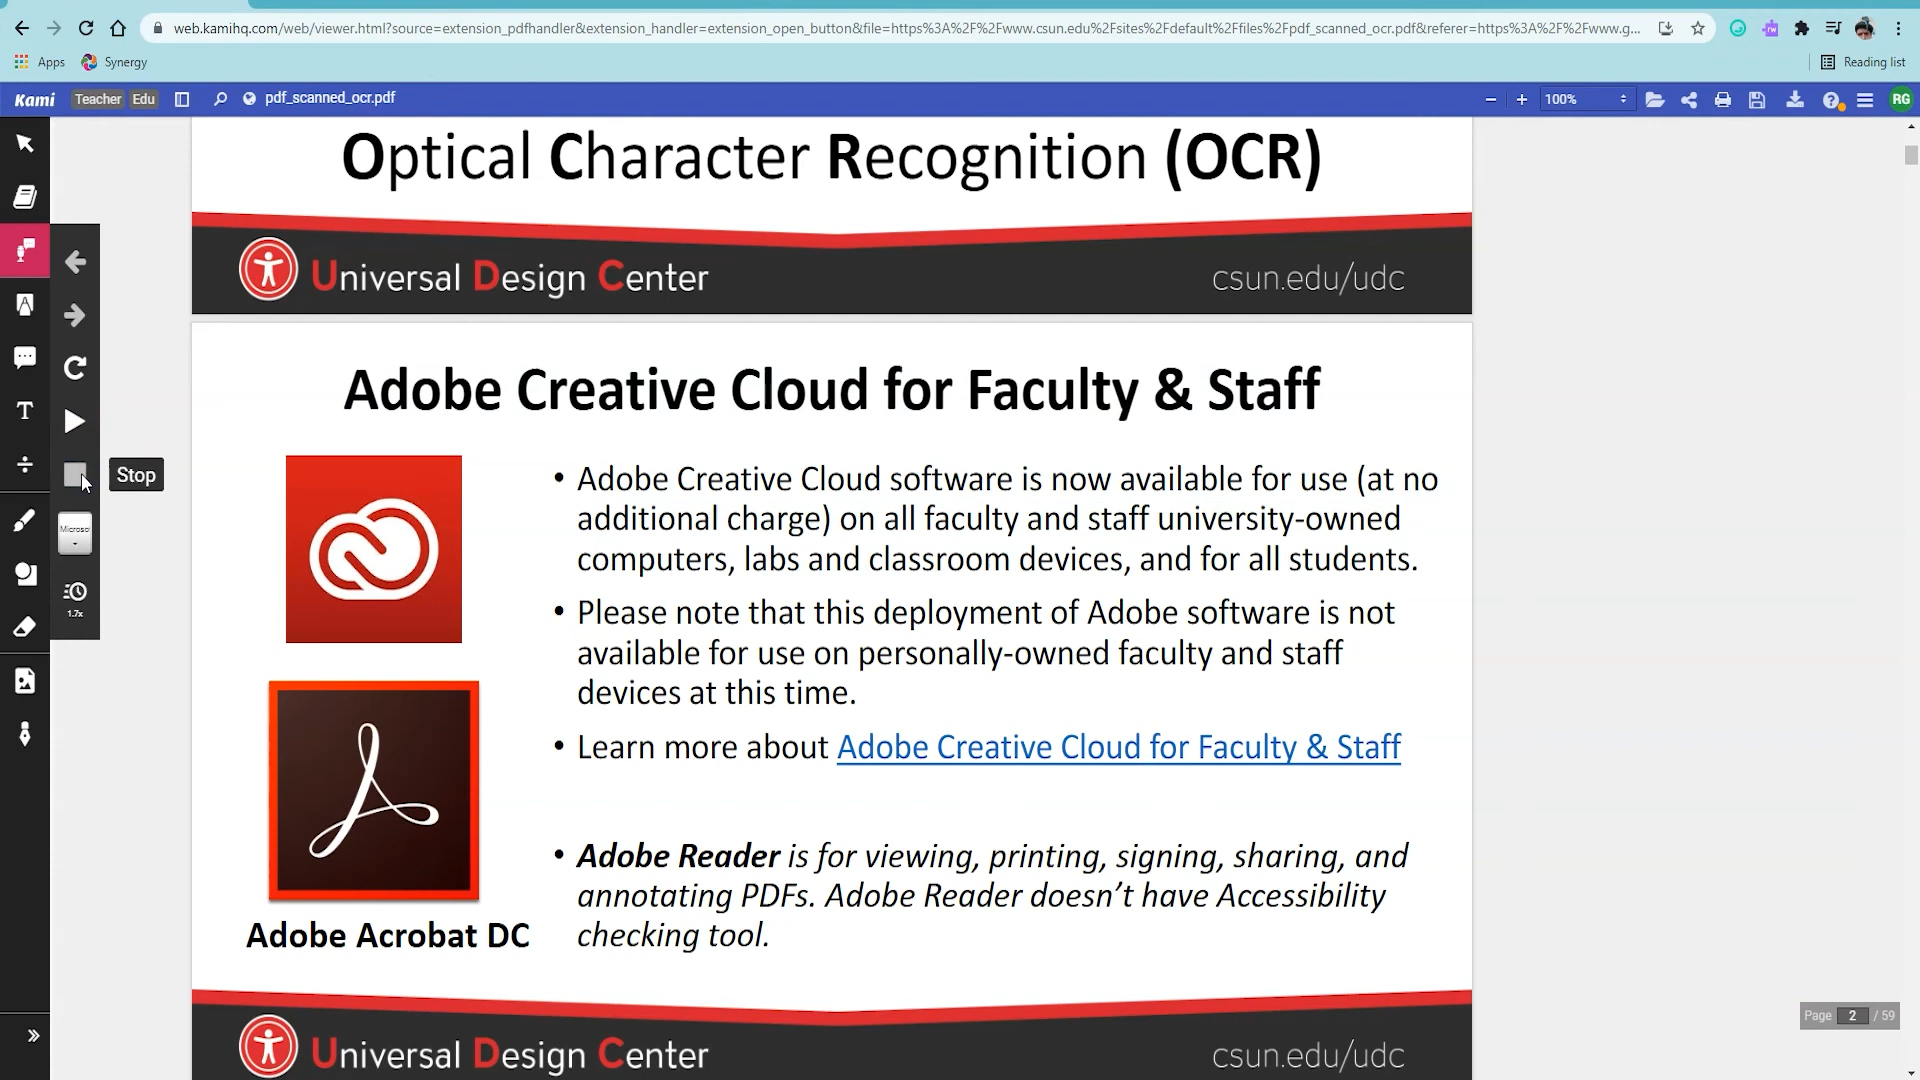 web.kamihq.com/web/viewer.html?source=extension_pdfhandler&extension_handler=extension_open_button&file=https%3A%2F%2Fwww.csun.edu%2Fsites%2Fdefault%2Ffiles%2Fpdf_scanned_ocr.pdf&referer=https%3A%2F%2Fwww.g...
Apps Synergy Reading list
Kami Teacher Edu pdf_scanned_ocr.pdf 100% RG
Optical Character Recognition (OCR)
Universal Design Center csun.edu/udc
Adobe Creative Cloud for Faculty & Staff
Stop
Microso
1.7x
• Adobe Creative Cloud software is now available for use (at no
additional charge) on all faculty and staff university-owned
computers, labs and classroom devices, and for all students.
• Please note that this deployment of Adobe software is not
available for use on personally-owned faculty and staff
devices at this time.
• Learn more about Adobe Creative Cloud for Faculty & Staff
• Adobe Reader is for viewing, printing, signing, sharing, and
annotating PDFs. Adobe Reader doesn’t have Accessibility
checking tool.
Adobe Acrobat DC
Page 2 / 59
Universal Design Center csun.edu/udc